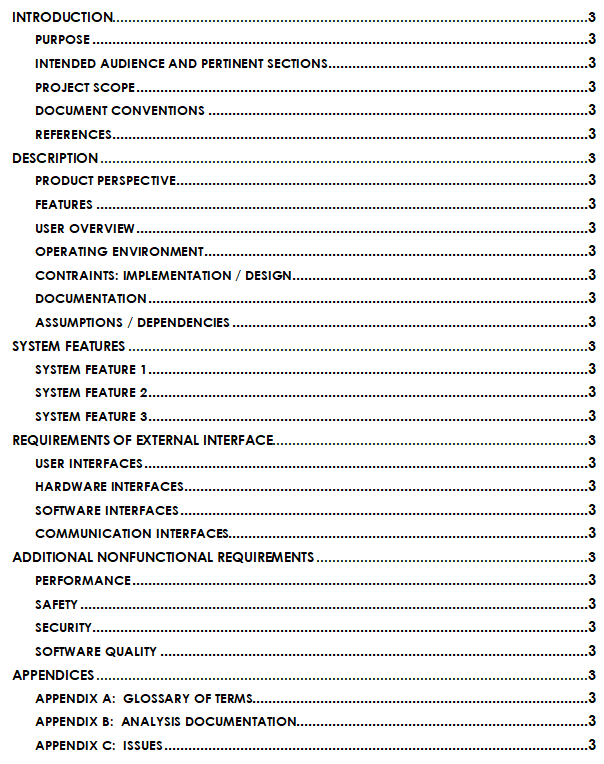 INTRODUCTION.....3
PURPOSE.....3
INTENDED AUDIENCE AND PERTINENT SECTIONS.....3
PROJECT SCOPE.....3
DOCUMENT CONVENTIONS.....3
REFERENCES.....3
DESCRIPTION.....3
PRODUCT PERSPECTIVE.....3
FEATURES.....3
USER OVERVIEW.....3
OPERATING ENVIRONMENT.....3
CONTRAINTS: IMPLEMENTATION / DESIGN.....3
DOCUMENTATION.....3
ASSUMPTIONS / DEPENDENCIES.....3
SYSTEM FEATURES.....3
SYSTEM FEATURE 1.....3
SYSTEM FEATURE 2.....3
SYSTEM FEATURE 3.....3
REQUIREMENTS OF EXTERNAL INTERFACE.....3
USER INTERFACES.....3
HARDWARE INTERFACES.....3
SOFTWARE INTERFACES.....3
COMMUNICATION INTERFACES.....3
ADDITIONAL NONFUNCTIONAL REQUIREMENTS.....3
PERFORMANCE.....3
SAFETY.....3
SECURITY.....3
SOFTWARE QUALITY.....3
APPENDICES.....3
APPENDIX A: GLOSSARY OF TERMS.....3
APPENDIX B: ANALYSIS DOCUMENTATION.....3
APPENDIX C: ISSUES.....3